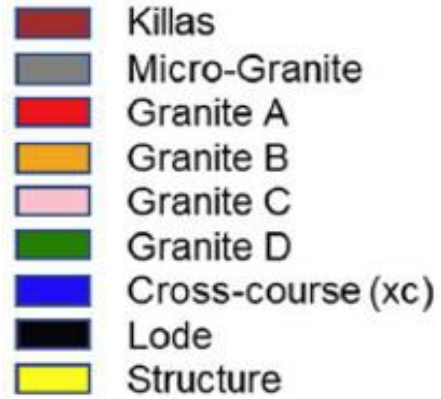 Killas
Micro-Granite
Granite A
Granite B
Granite C
Granite D
Cross-course (xc)
Lode
Structure